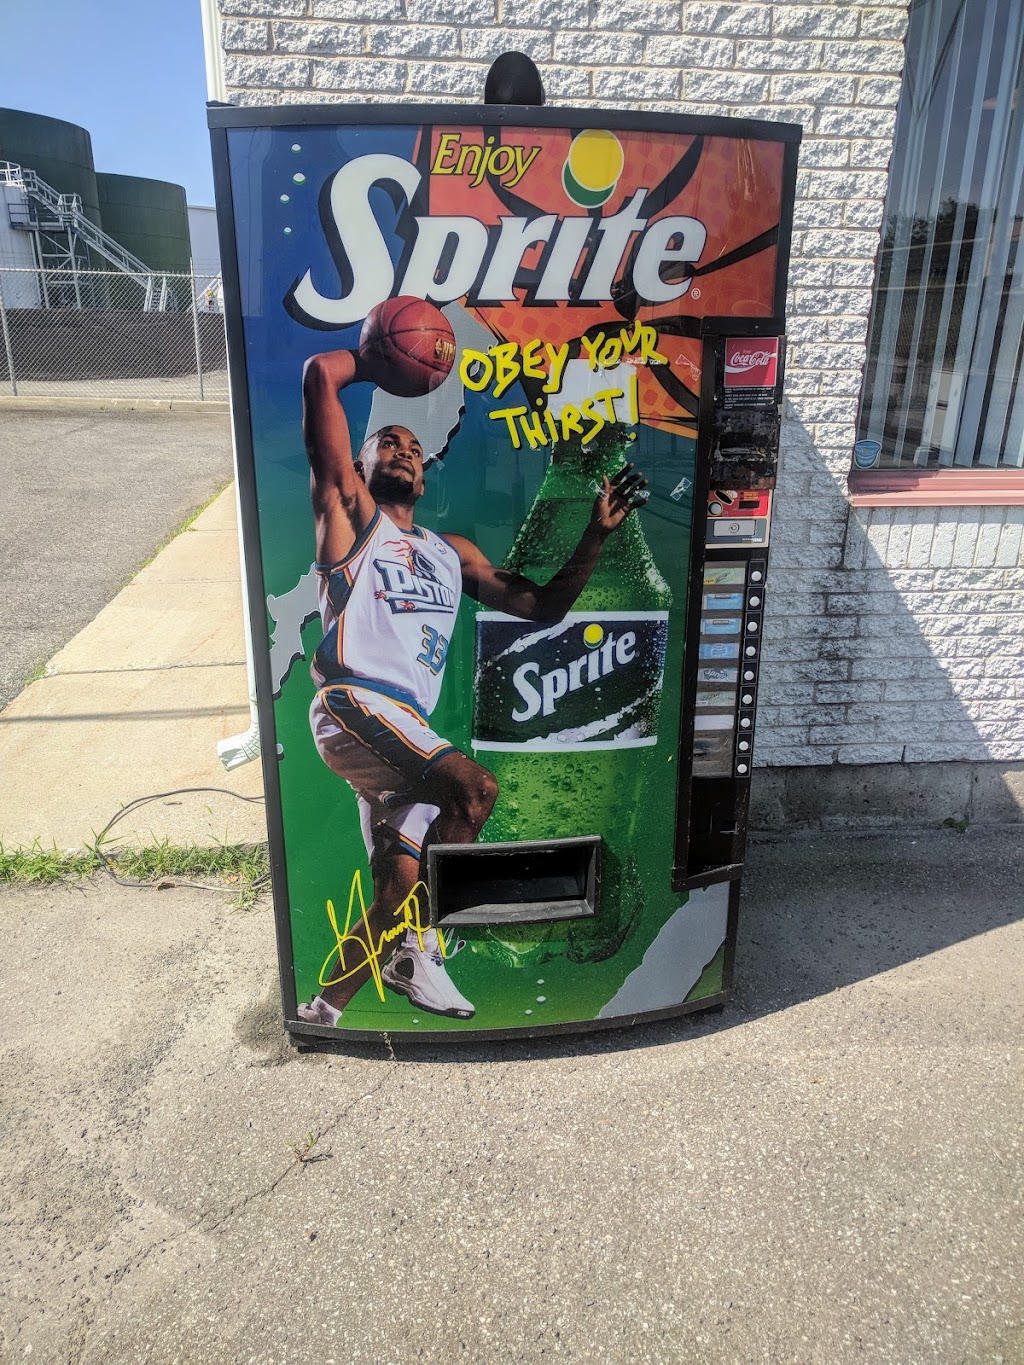 Enjoy
Sprite®
OBEY YOUR
THIRST!
Coca-Cola
PISTONS
33
Sprite